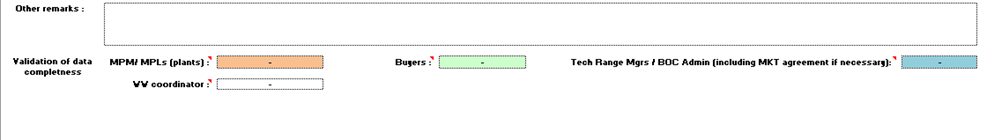 Other remarks :
Validation of data completness
MPM/ MPLs (plants) : -
Buyers : -
Tech Range Mgrs / BOC Admin (including MKT agreement if necessary): -
VV coordinator : -